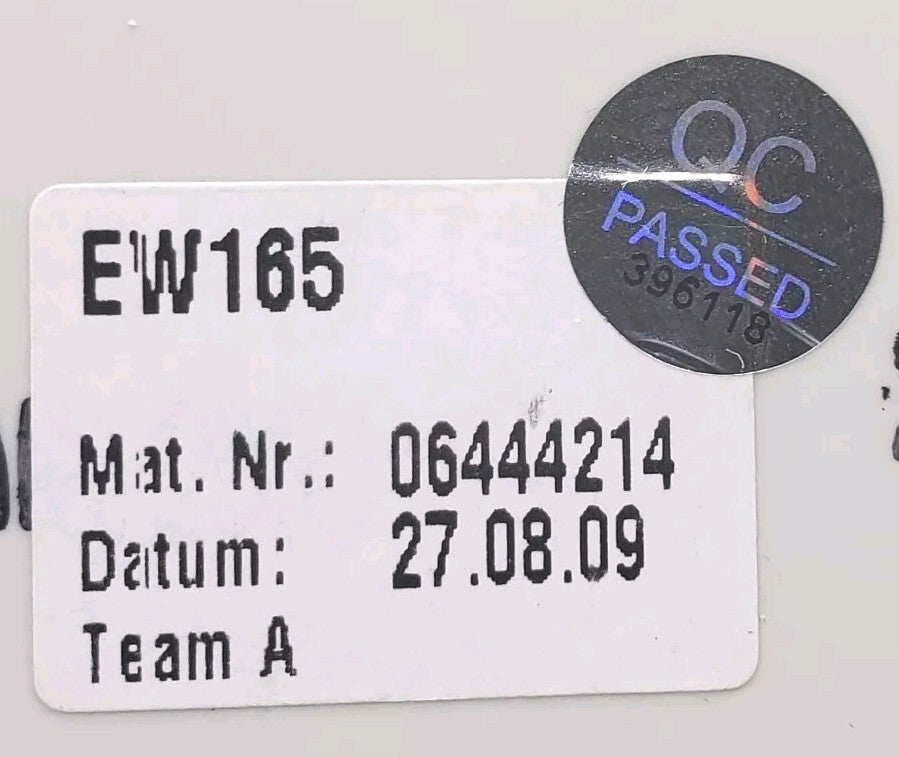 EW165
QC
PASSED
396118
Mat. Nr.: 06444214
Datum: 27.08.09
Team A